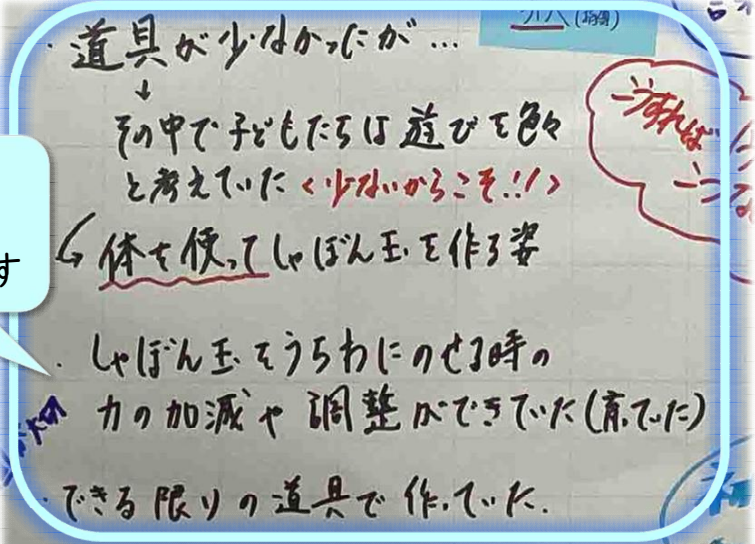 ・道具が少なかったが…
↓
その中で子どもたちは遊びを色々
と考えていた<少ないからこそ!!>
体を使ってしゃぼん玉を作る姿
・しゃぼん玉をうちわにのせる時の
力の加減や調整ができていた(育っていた)
・できる限りの道具で作っていた.
す